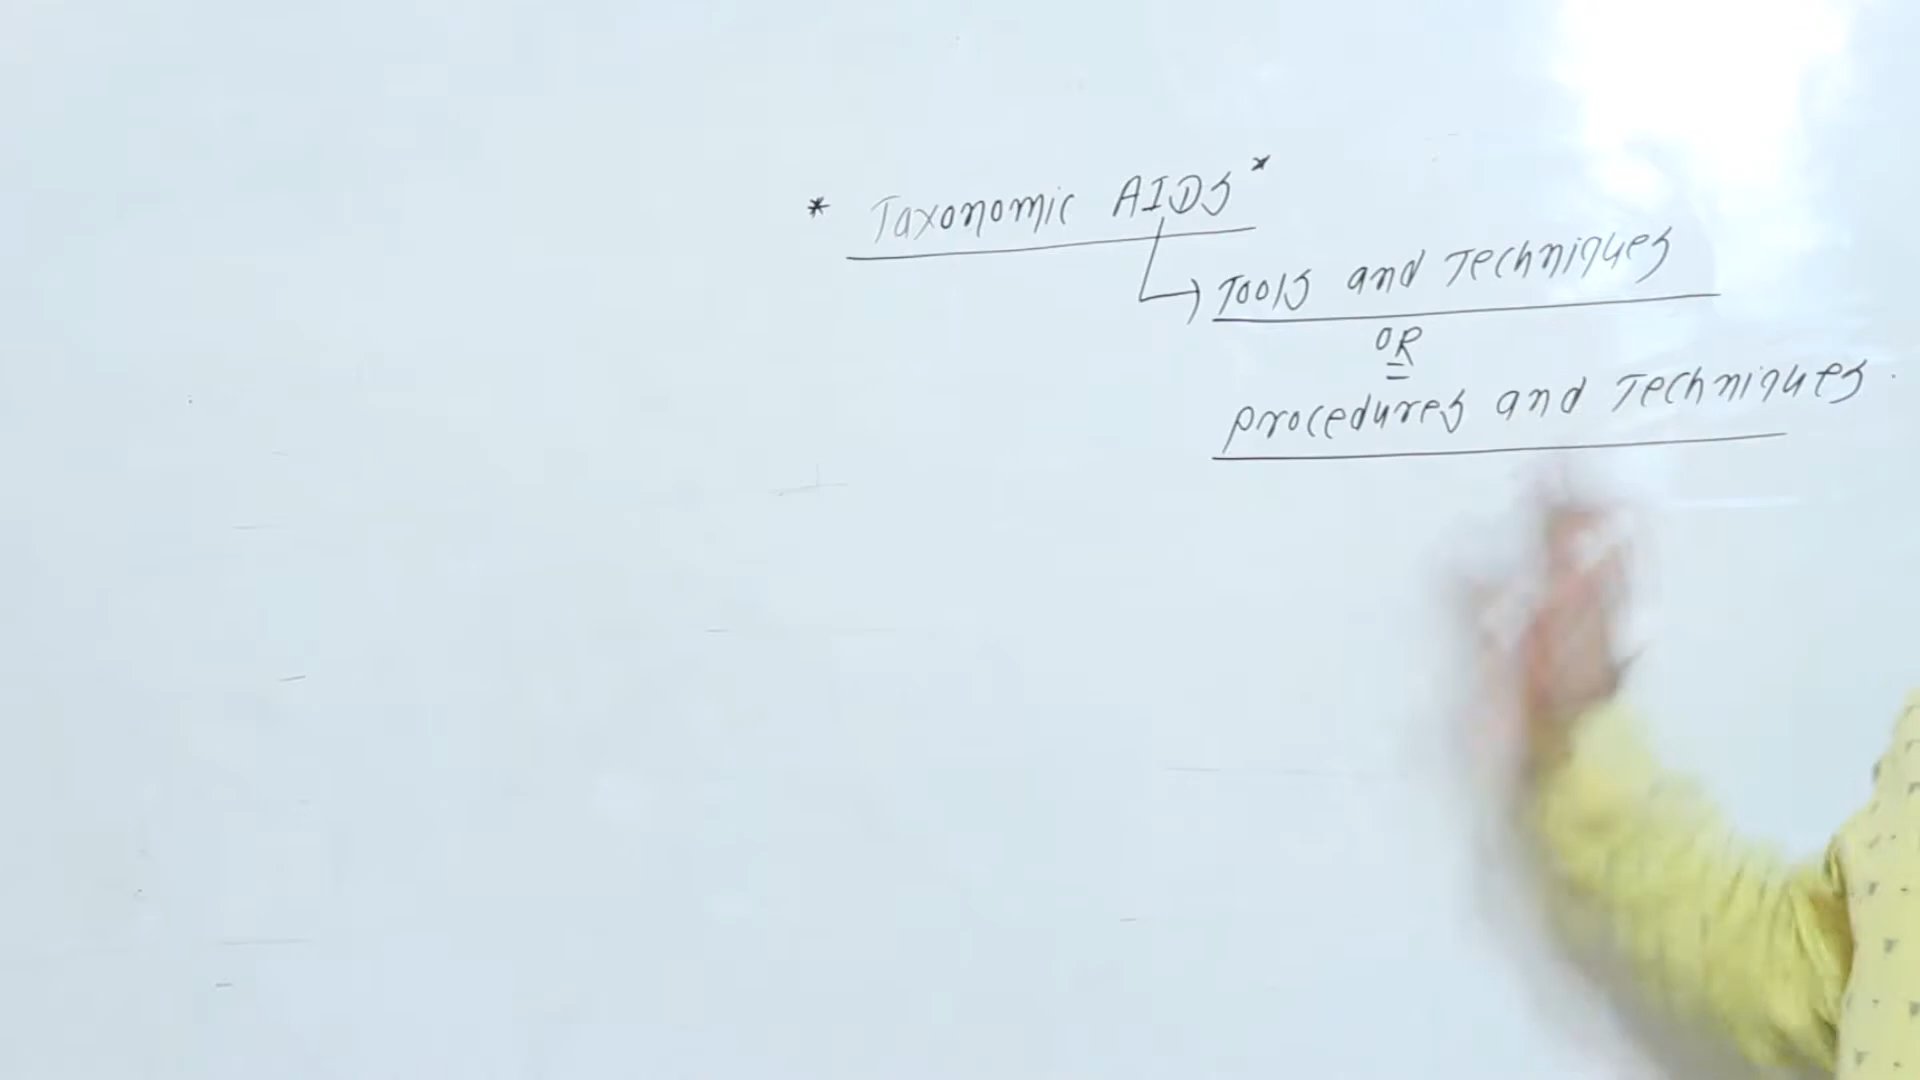 * Taxonomic AIDS *
Tools and Techniques
OR
procedures and Techniques